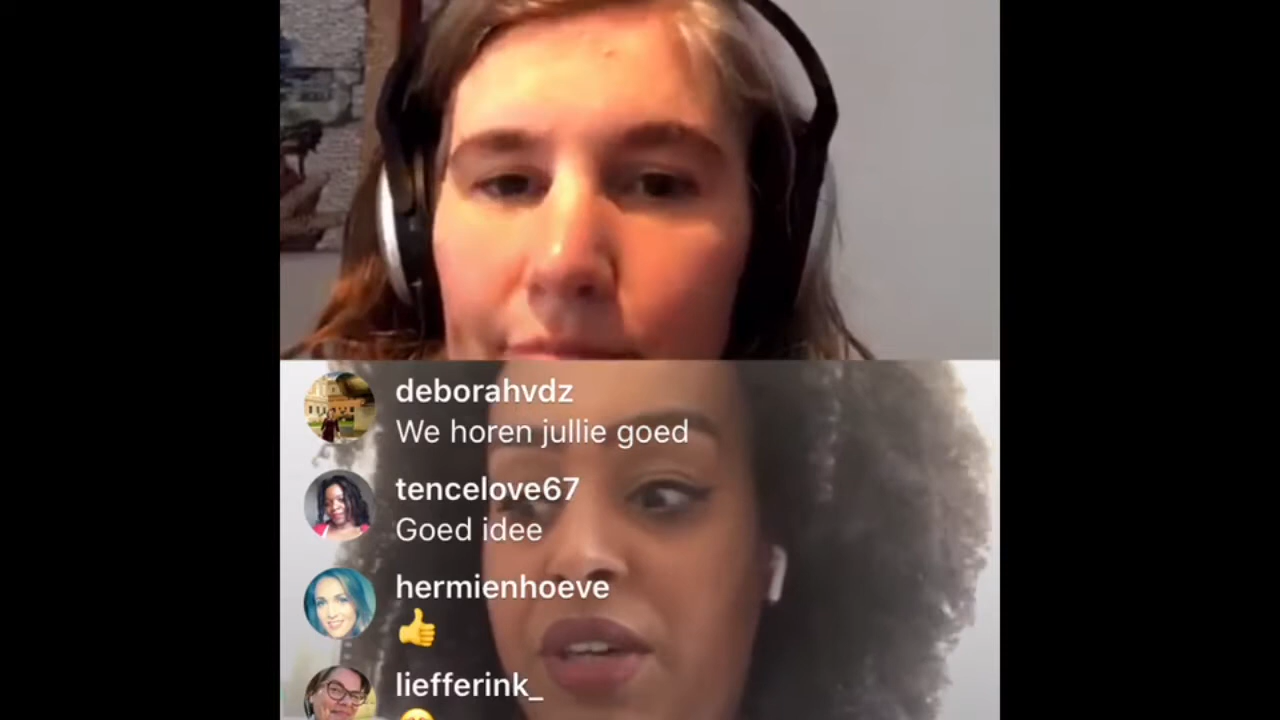 deborahvdz
We horen jullie goed
tencelove67
Goed idee
hermienhoeve
👍
liefferink_